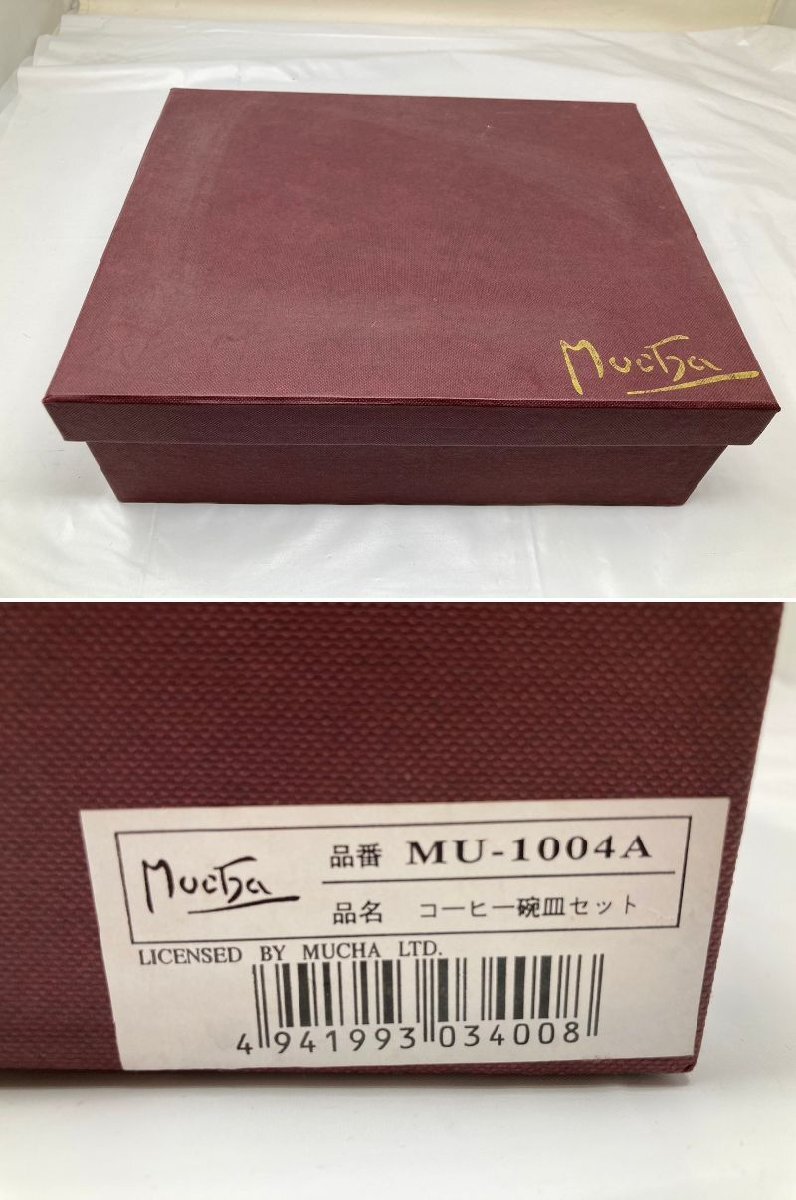 Mucha
Mucha
品番 MU-1004A
品名 コーヒー碗皿セット
LICENSED BY MUCHA LTD.
4 941993 034008